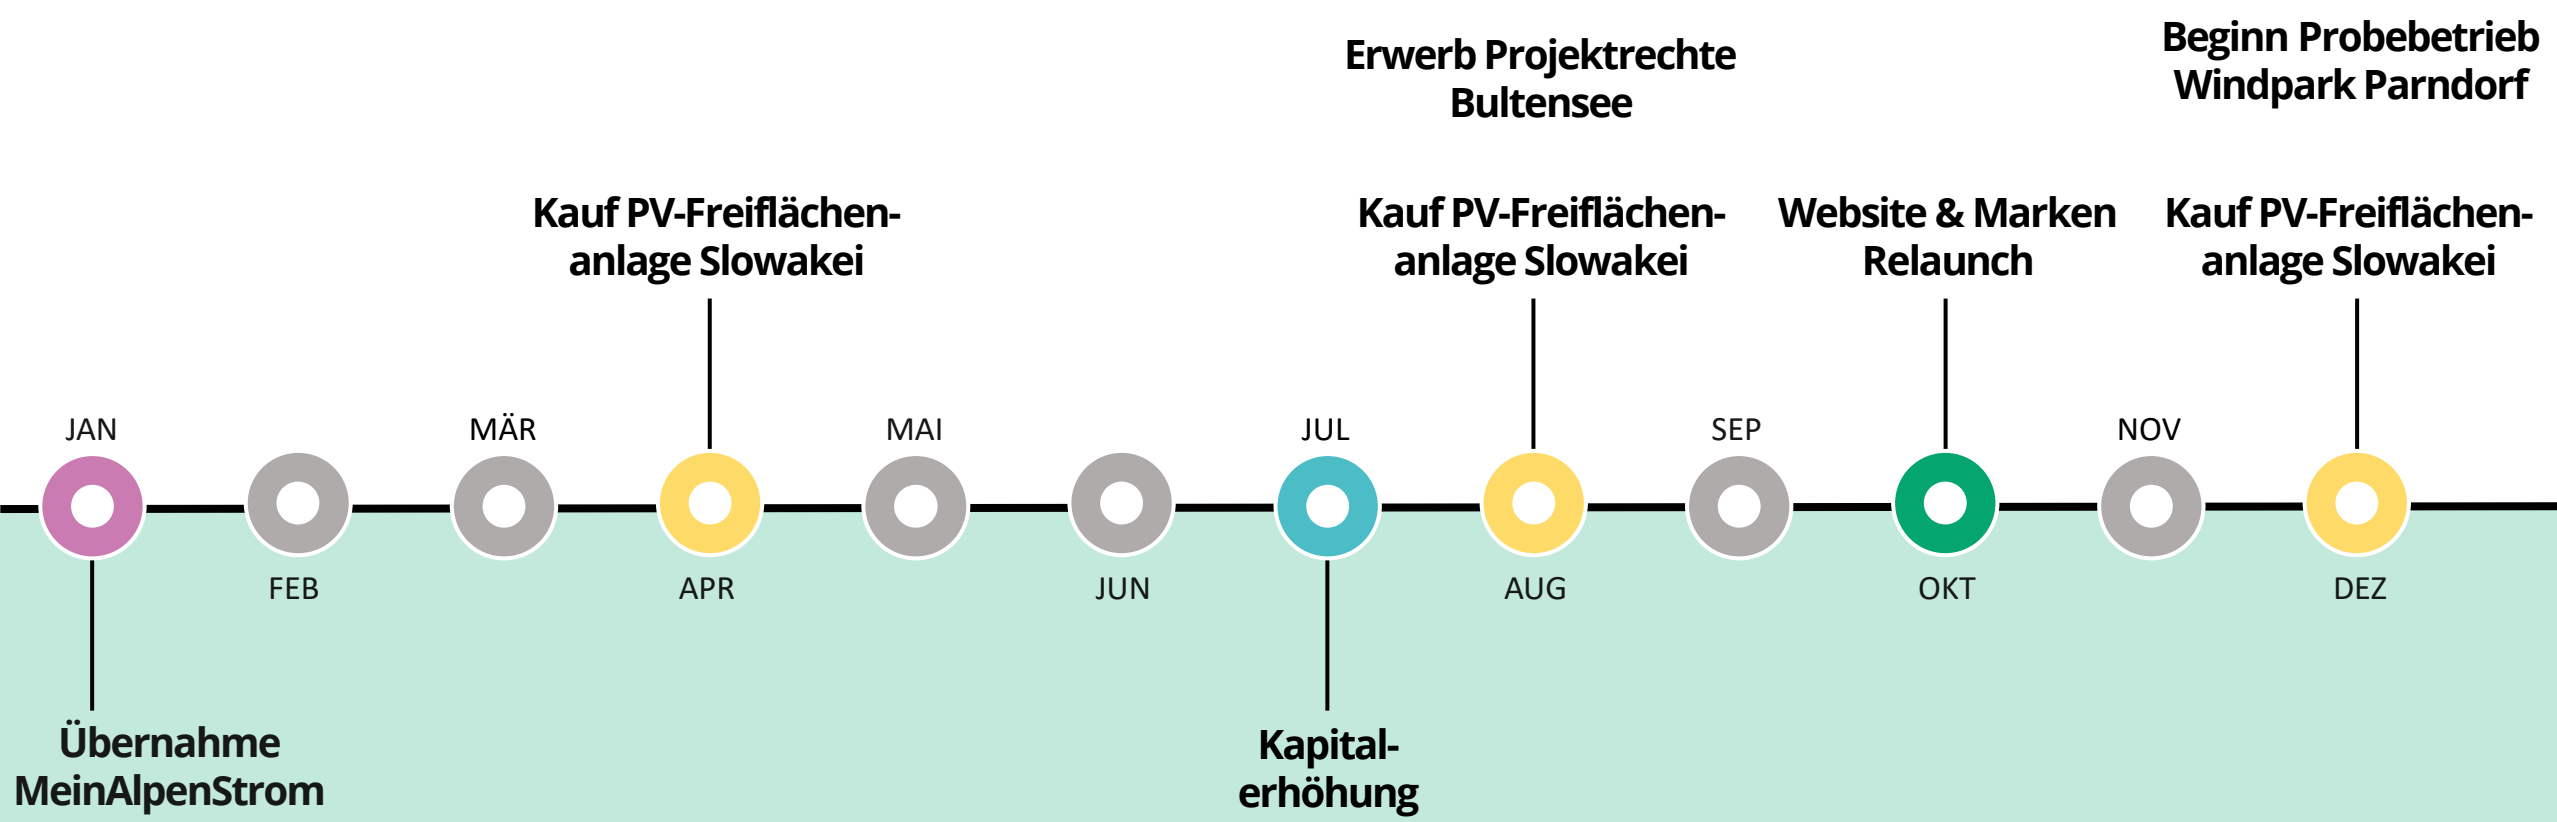 Beginn Probebetrieb
Windpark Parndorf
Erwerb Projektrechte
Bultensee
Kauf PV-Freiflächen-
anlage Slowakei
Kauf PV-Freiflächen-
anlage Slowakei
Website & Marken
Relaunch
Kauf PV-Freiflächen-
anlage Slowakei
JAN
MÄR
MAI
JUL
SEP
NOV
FEB
APR
JUN
AUG
OKT
DEZ
Übernahme
MeinAlpenStrom
Kapital-
erhöhung